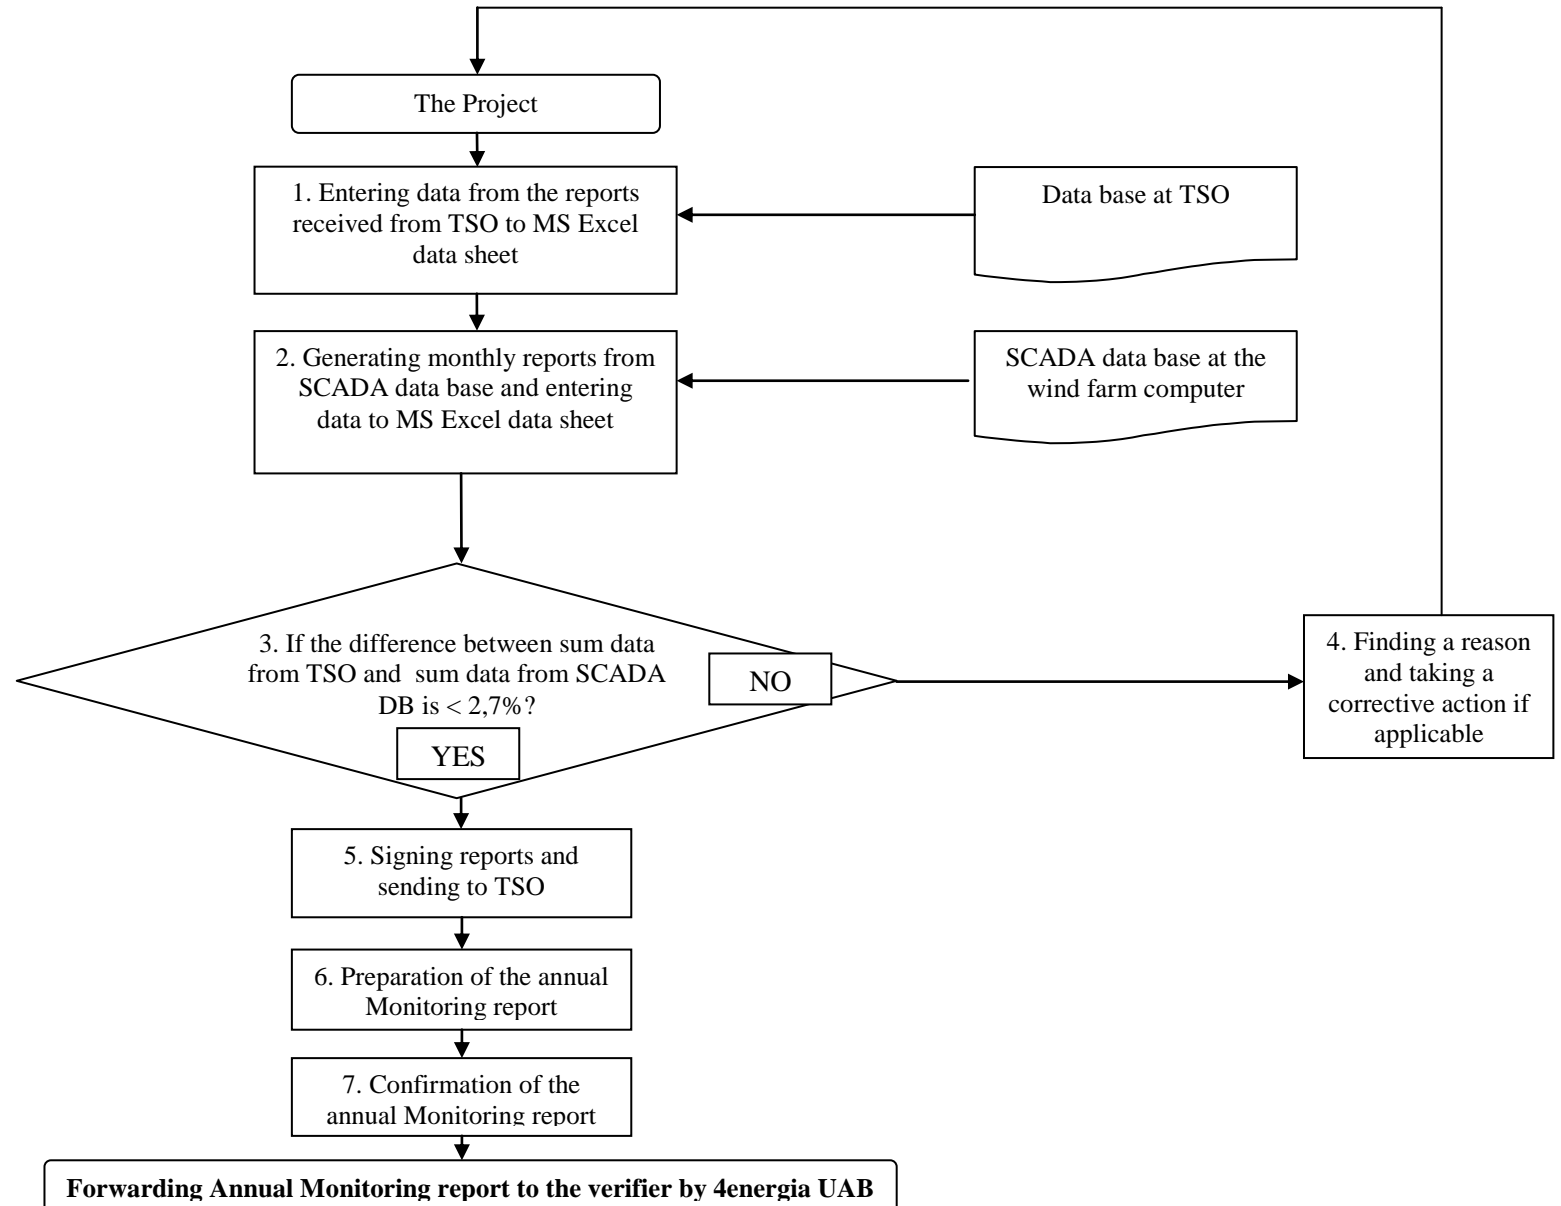 The Project
1. Entering data from the reports
received from TSO to MS Excel
data sheet
Data base at TSO
2. Generating monthly reports from
SCADA data base and entering
data to MS Excel data sheet
SCADA data base at the
wind farm computer
3. If the difference between sum data
from TSO and  sum data from SCADA
DB is < 2,7%?
NO
YES
4. Finding a reason
and taking a
corrective action if
applicable
5. Signing reports and
sending to TSO
6. Preparation of the annual
Monitoring report
7. Confirmation of the
annual Monitoring report
Forwarding Annual Monitoring report to the verifier by 4energia UAB